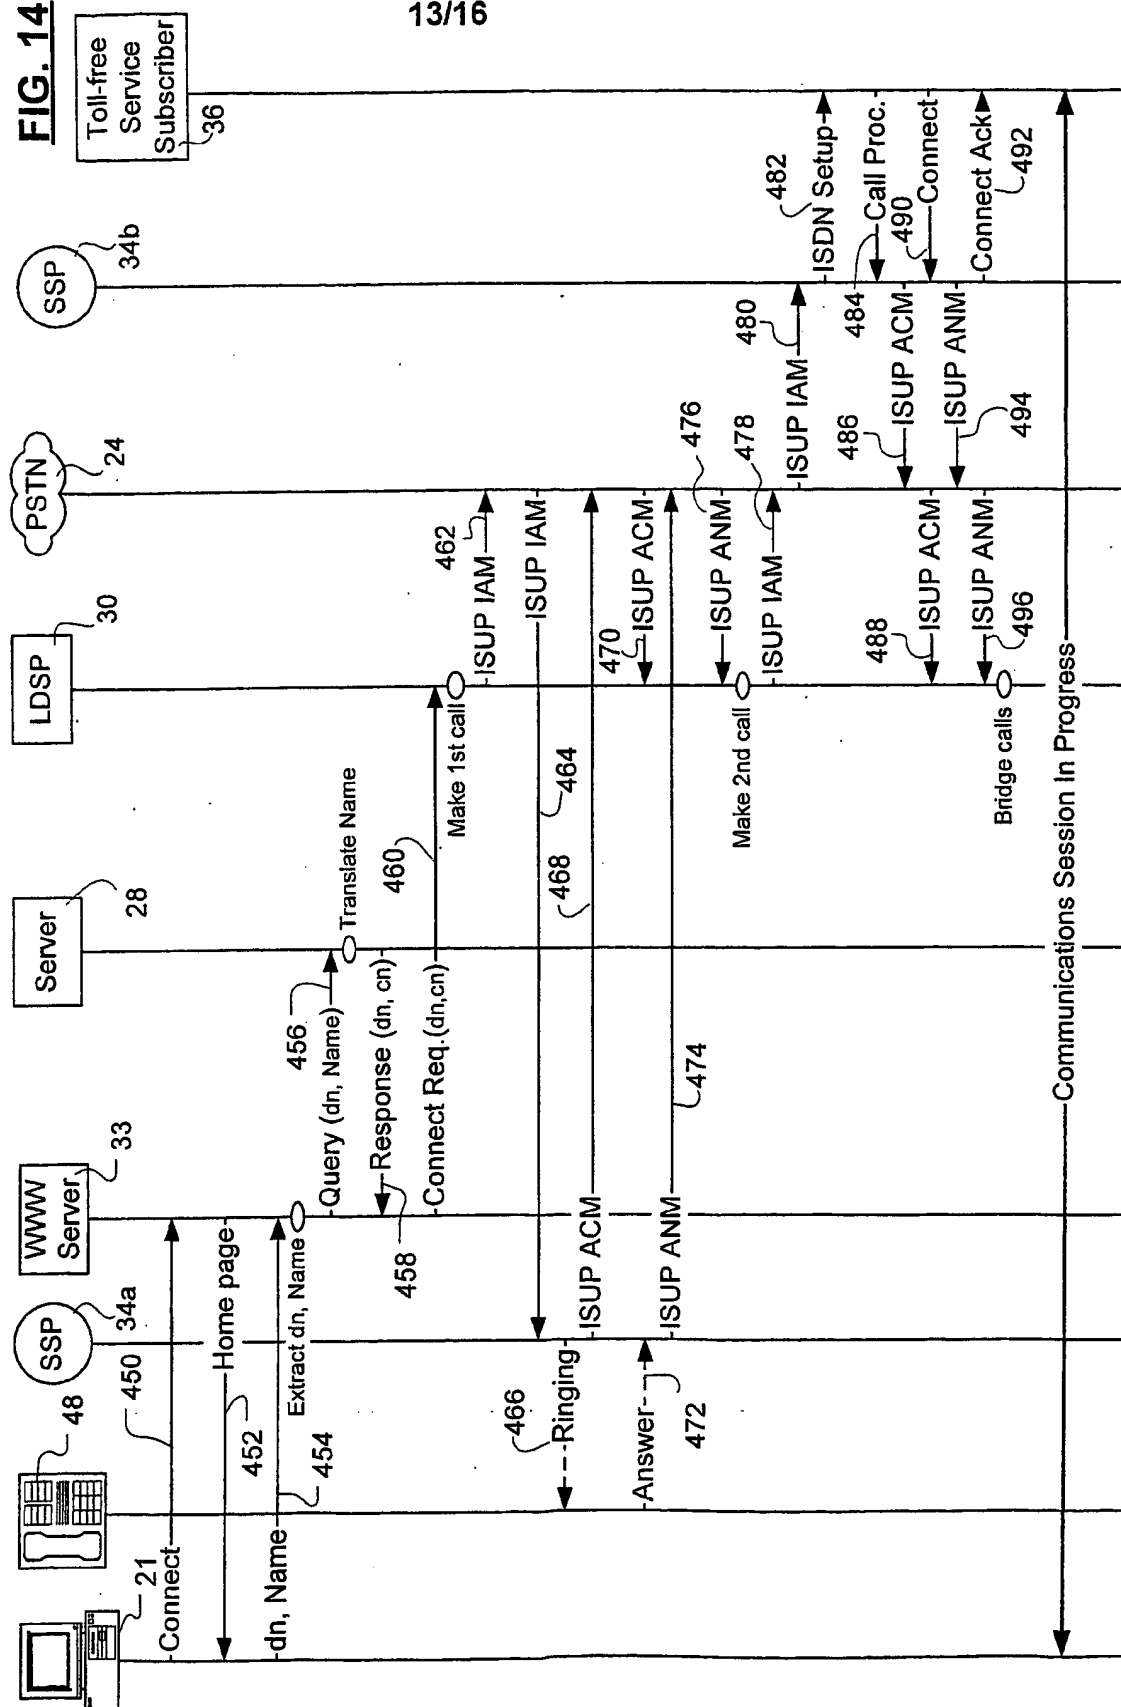 13/16
FIG. 14
21
48
SSP
34a
WWW
Server
33
Server
28
LDSP
30
PSTN
24
SSP
34b
Toll-free
Service
Subscriber
36
Connect
450
Home page
452
dn, Name
454
Extract dn, Name
Query (dn, Name)
456
Translate Name
Response (dn, cn)
458
Connect Req.(dn,cn)
460
Make 1st call
ISUP IAM
462
ISUP IAM
464
Ringing
466
ISUP ACM
468
ISUP ACM
470
Answer
472
ISUP ANM
474
ISUP ANM
476
Make 2nd call
ISUP IAM
478
ISUP IAM
480
ISDN Setup
482
Call Proc.
484
ISUP ACM
486
ISUP ACM
488
Connect
490
ISUP ANM
494
Connect Ack
492
ISUP ANM
496
Bridge calls
Communications Session In Progress